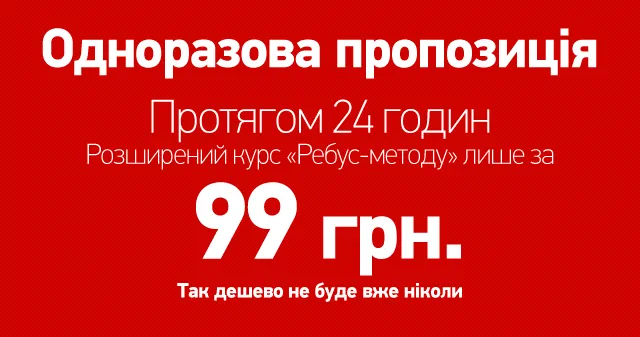 Одноразова пропозиція
Протягом 24 годин
Розширений курс «Ребус-методу» лише за
99 грн.
Так дешево не буде вже ніколи